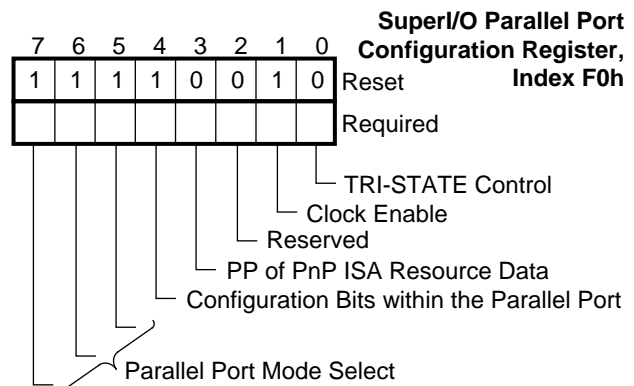 SuperI/O Parallel Port
Configuration Register,
Index F0h
7 6 5 4 3 2 1 0
1 1 1 1 0 0 1 0 Reset
Required
TRI-STATE Control
Clock Enable
Reserved
PP of PnP ISA Resource Data
Configuration Bits within the Parallel Port
Parallel Port Mode Select